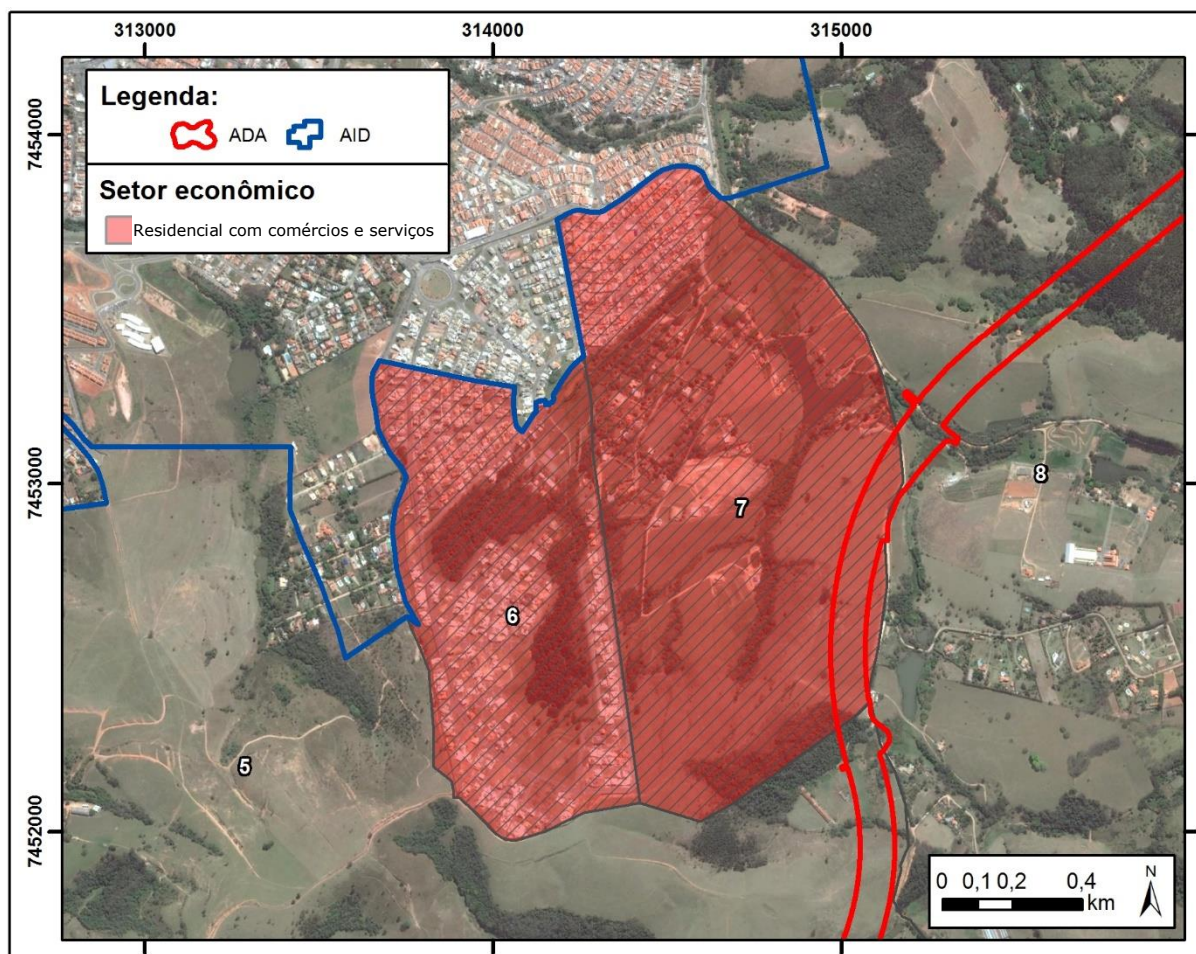 313000 314000 315000
Legenda:
ADA AID
Setor econômico
Residencial com comércios e serviços
7454000
7453000
7452000
8
7
6
5
0 0,1 0,2 0,4
km
N